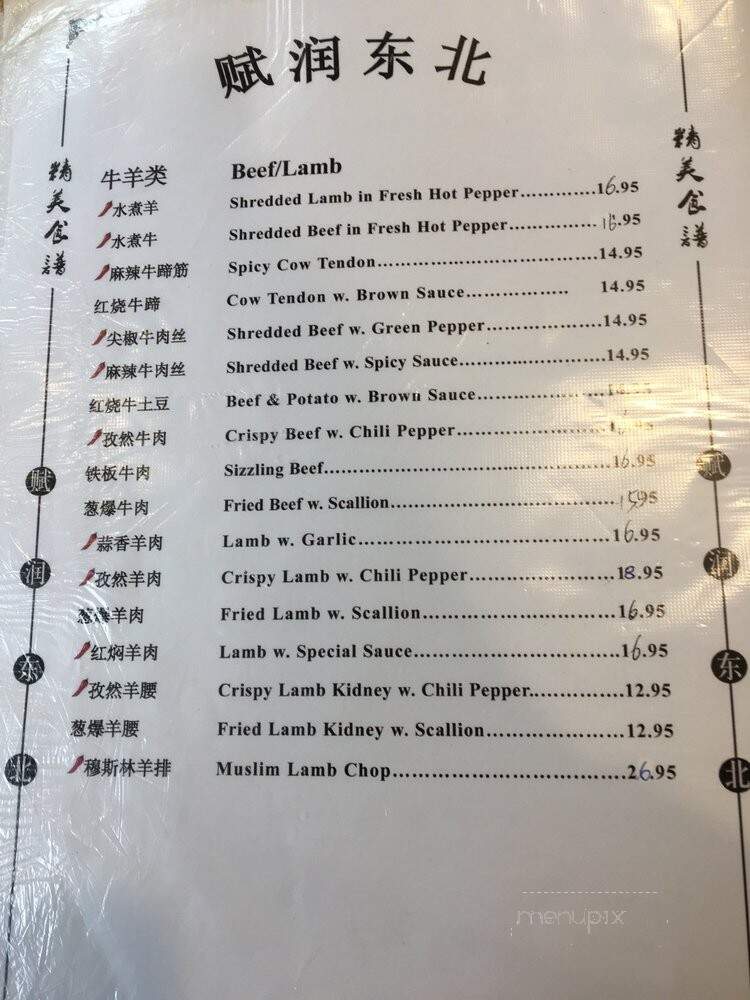 赋润东北
精美食谱
精美食谱
牛羊类 Beef/Lamb
水煮羊 Shredded Lamb in Fresh Hot Pepper.............16.95
水煮牛 Shredded Beef in Fresh Hot Pepper...............16.95
麻辣牛蹄筋 Spicy Cow Tendon......................................14.95
红烧牛蹄 Cow Tendon w. Brown Sauce................. 14.95
尖椒牛肉丝 Shredded Beef w. Green Pepper....................14.95
麻辣牛肉丝 Shredded Beef w. Spicy Sauce.........................14.95
红烧牛土豆 Beef & Potato w. Brown Sauce.......................
孜然牛肉 Crispy Beef w. Chili Pepper..........................
铁板牛肉 Sizzling Beef.................................................16.95
葱爆牛肉 Fried Beef w. Scallion......................................1595
蒜香羊肉 Lamb w. Garlic...........................................16.95
孜然羊肉 Crispy Lamb w. Chili Pepper.........................18.95
葱爆羊肉 Fried Lamb w. Scallion.................................16.95
红焖羊肉 Lamb w. Special Sauce...................................16.95
孜然羊腰 Crispy Lamb Kidney w. Chili Pepper...............12.95
葱爆羊腰 Fried Lamb Kidney w. Scallion.......................12.95
穆斯林羊排 Muslim Lamb Chop.......................................26.95
赋润东北
赋润东北
menupix